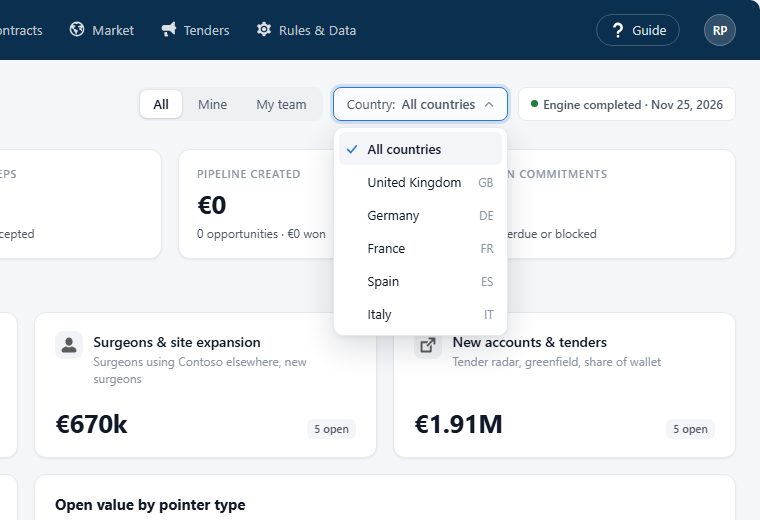 ontracts
Market
Tenders
Rules & Data
Guide
RP
All
Mine
My team
Country: All countries
Engine completed · Nov 25, 2026
All countries
United Kingdom GB
Germany DE
France FR
Spain ES
Italy IT
EPS
cepted
PIPELINE CREATED
€0
0 opportunities · €0 won
N COMMITMENTS
erdue or blocked
Surgeons & site expansion
Surgeons using Contoso elsewhere, new
surgeons
€670k
5 open
New accounts & tenders
Tender radar, greenfield, share of wallet
€1.91M
5 open
Open value by pointer type